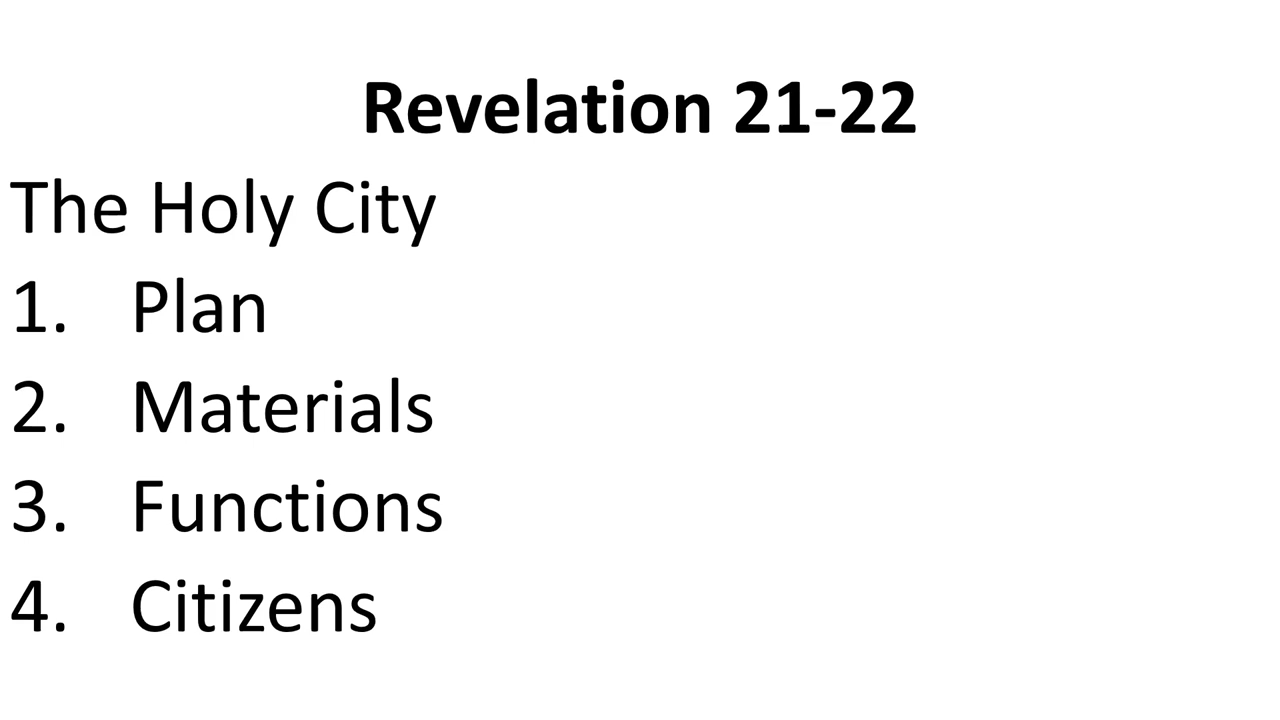 Revelation 21-22
The Holy City
1. Plan
2. Materials
3. Functions
4. Citizens